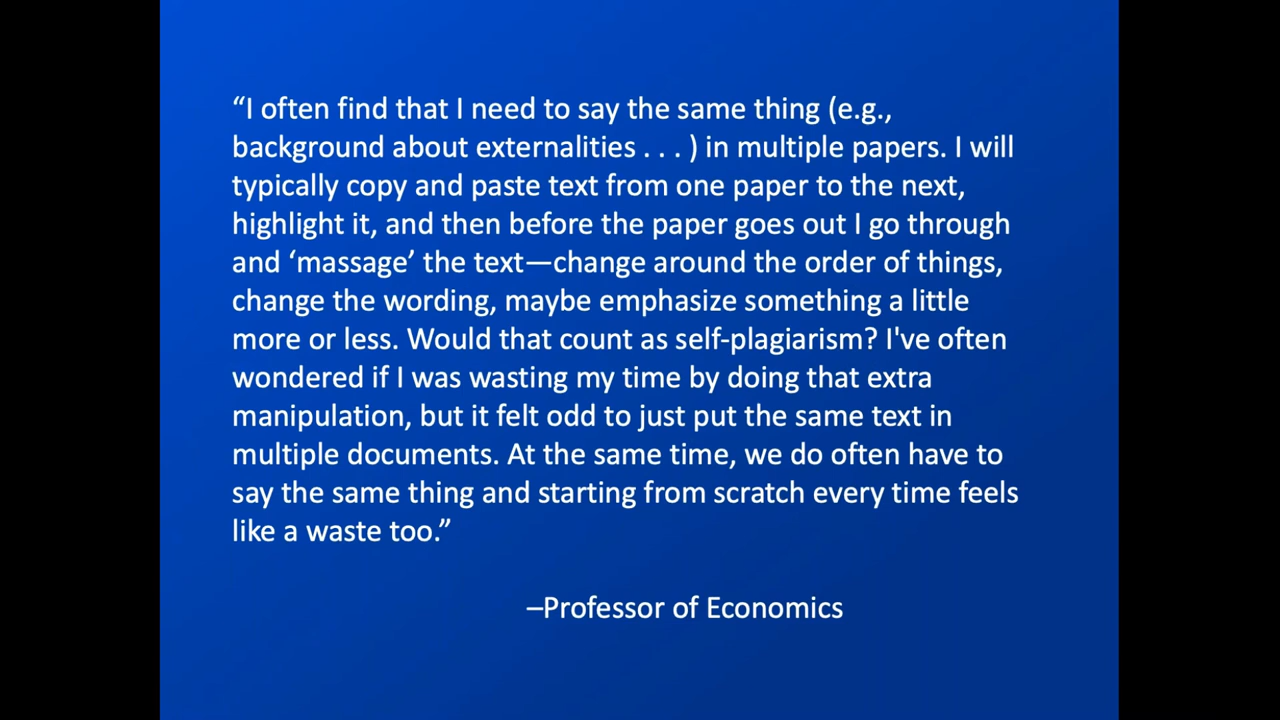 “I often find that I need to say the same thing (e.g.,
background about externalities . . . ) in multiple papers. I will
typically copy and paste text from one paper to the next,
highlight it, and then before the paper goes out I go through
and ‘massage’ the text—change around the order of things,
change the wording, maybe emphasize something a little
more or less. Would that count as self-plagiarism? I've often
wondered if I was wasting my time by doing that extra
manipulation, but it felt odd to just put the same text in
multiple documents. At the same time, we do often have to
say the same thing and starting from scratch every time feels
like a waste too.”
–Professor of Economics